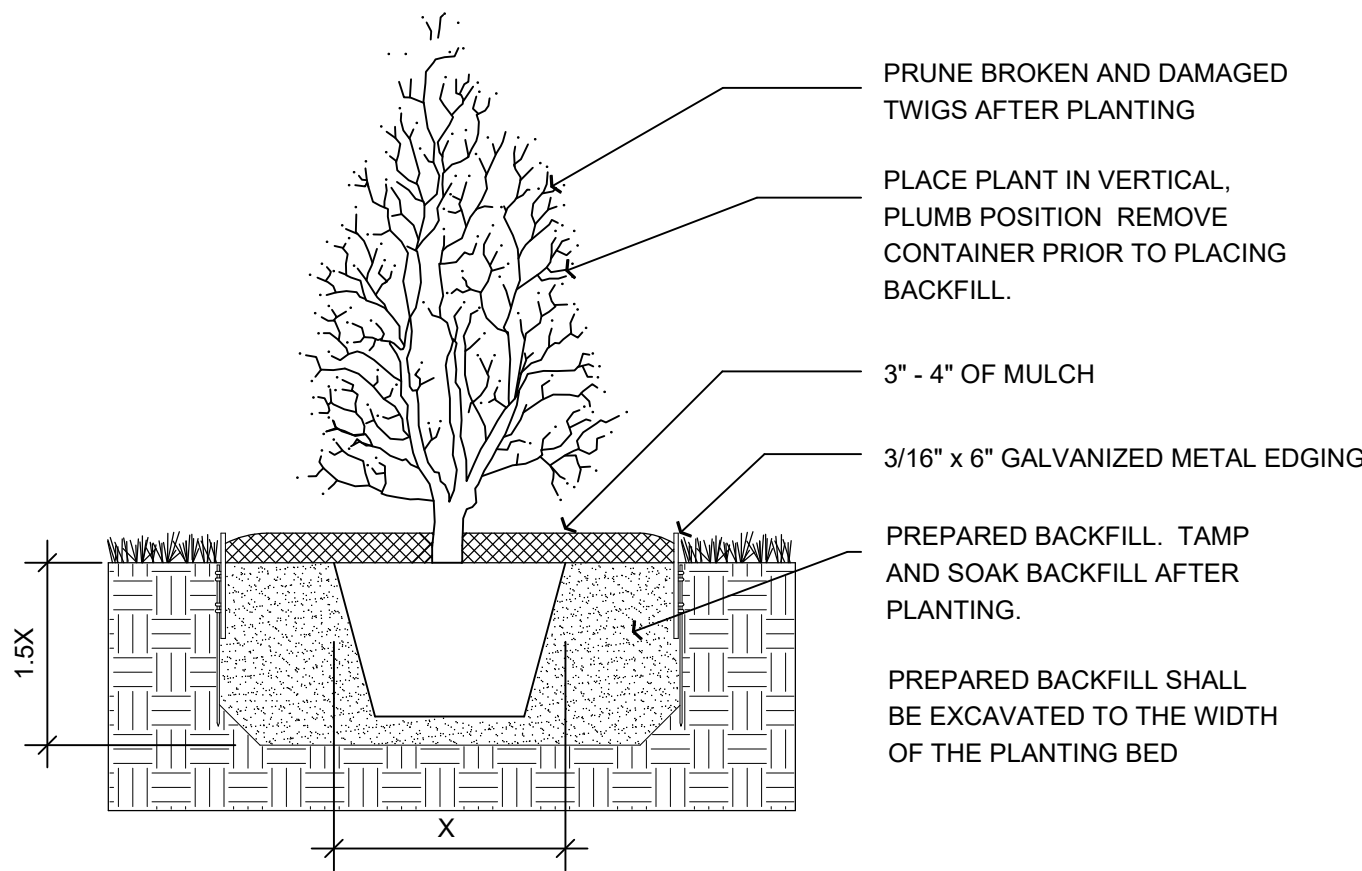 PRUNE BROKEN AND DAMAGED
TWIGS AFTER PLANTING
PLACE PLANT IN VERTICAL,
PLUMB POSITION  REMOVE
CONTAINER PRIOR TO PLACING
BACKFILL.
3" - 4" OF MULCH
3/16" x 6" GALVANIZED METAL EDGING
PREPARED BACKFILL.  TAMP
AND SOAK BACKFILL AFTER
PLANTING.
PREPARED BACKFILL SHALL
BE EXCAVATED TO THE WIDTH
OF THE PLANTING BED
1.5X
X